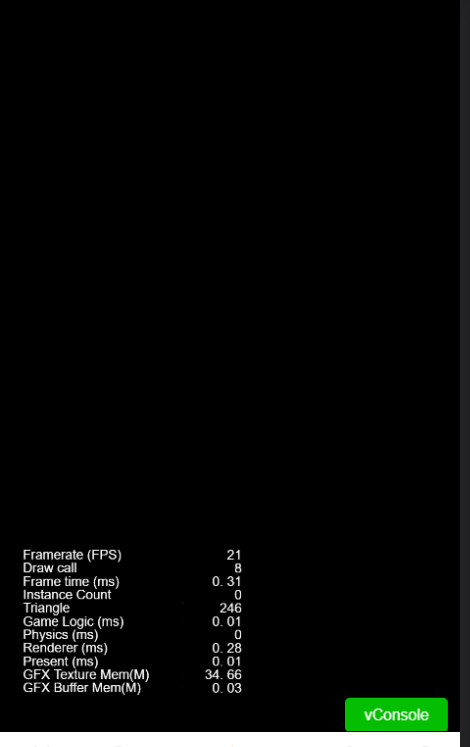 Framerate (FPS) 21
Draw call 8
Frame time (ms) 0. 31
Instance Count 0
Triangle 246
Game Logic (ms) 0. 01
Physics (ms) 0
Renderer (ms) 0. 28
Present (ms) 0. 01
GFX Texture Mem(M) 34. 66
GFX Buffer Mem(M) 0. 03
vConsole